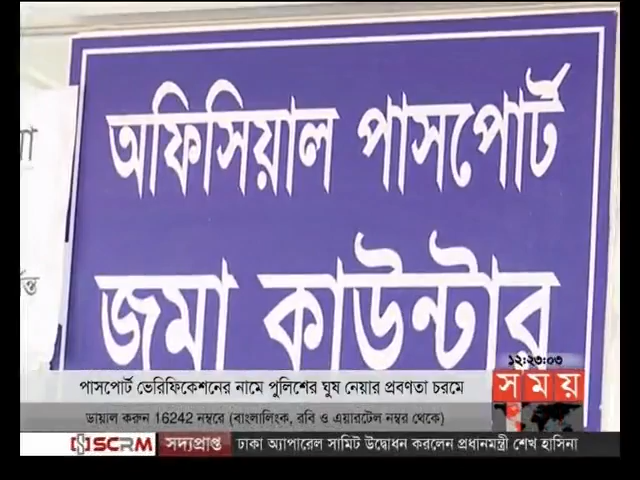 অফিসিয়াল পাসপোর্ট
জমা কাউন্টার
১২:২৩:০৩
পাসপোর্ট ভেরিফিকেশনের নামে পুলিশের ঘুষ নেয়ার প্রবণতা চরমে
সময়
ডায়াল করুন 16242 নম্বরে (বাংলালিংক, রবি ও এয়ারটেল নম্বর থেকে)
SCRM সদ্যপ্রাপ্ত ঢাকা অ্যাপারেল সামিট উদ্বোধন করলেন প্রধানমন্ত্রী শেখ হাসিনা